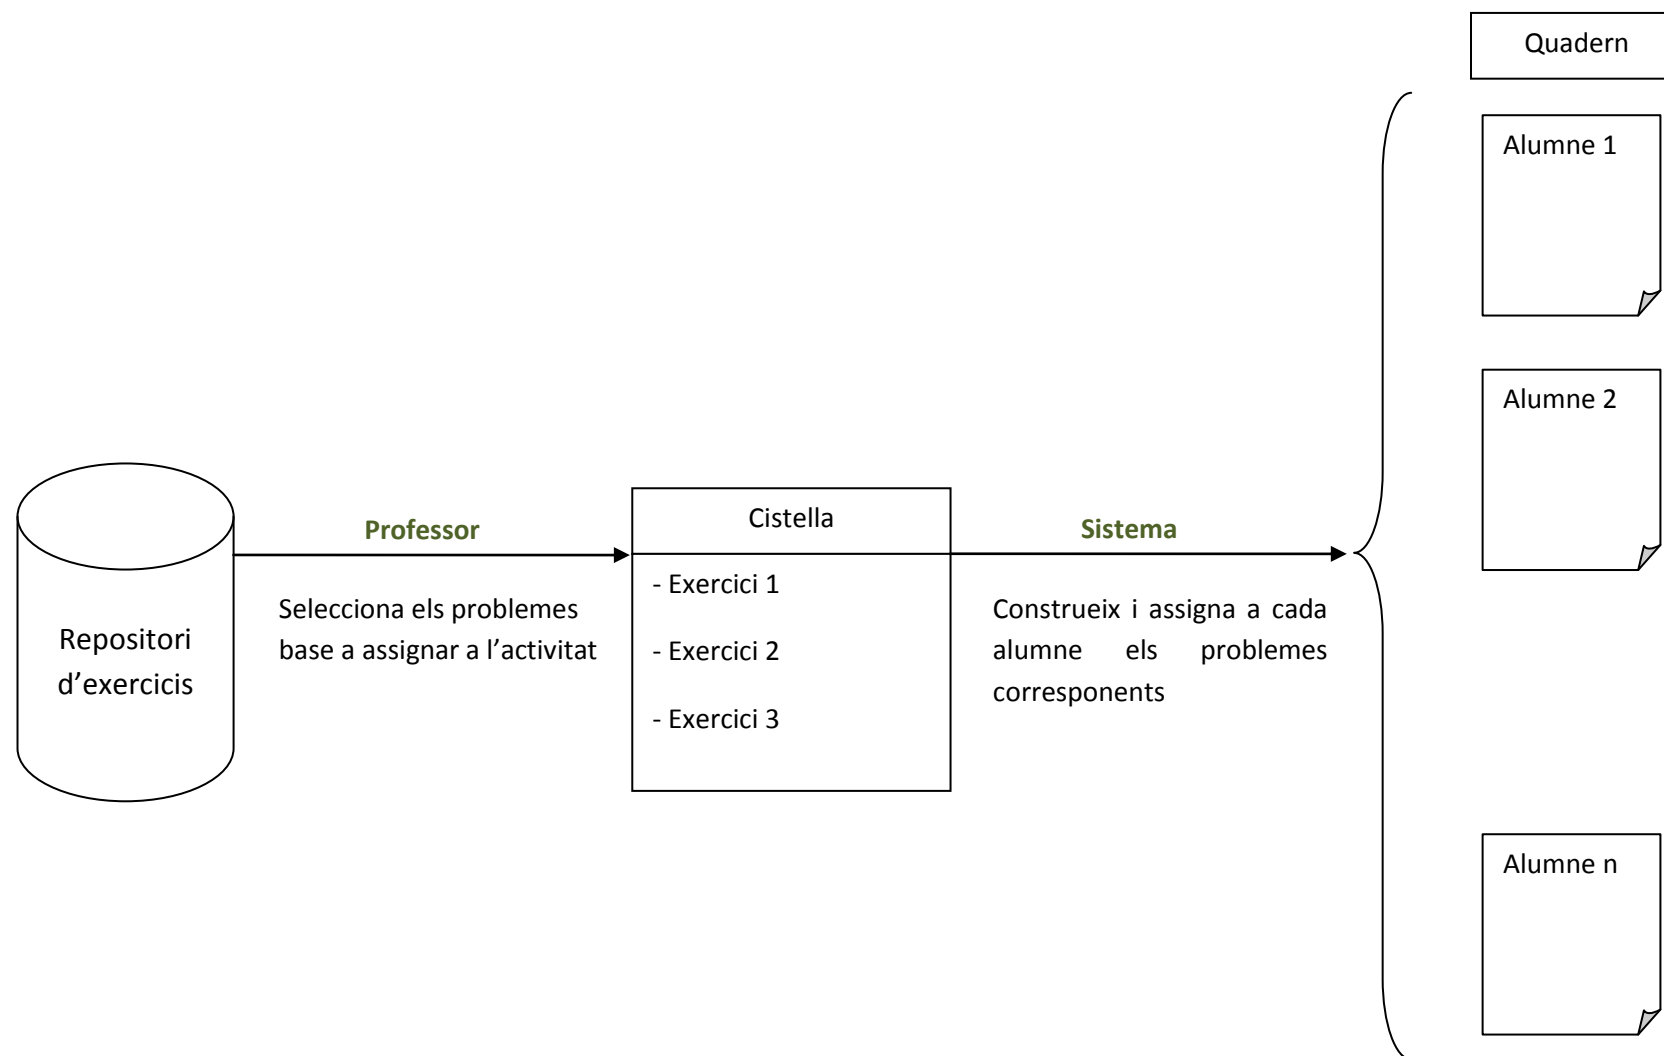 Quadern
Alumne 1
Alumne 2
Professor
Cistella
Sistema
- Exercici 1
Selecciona els problemes
base a assignar a l’activitat
Construeix i assigna a cada
alumne els problemes
corresponents
Repositori
d’exercicis
- Exercici 2
- Exercici 3
Alumne n